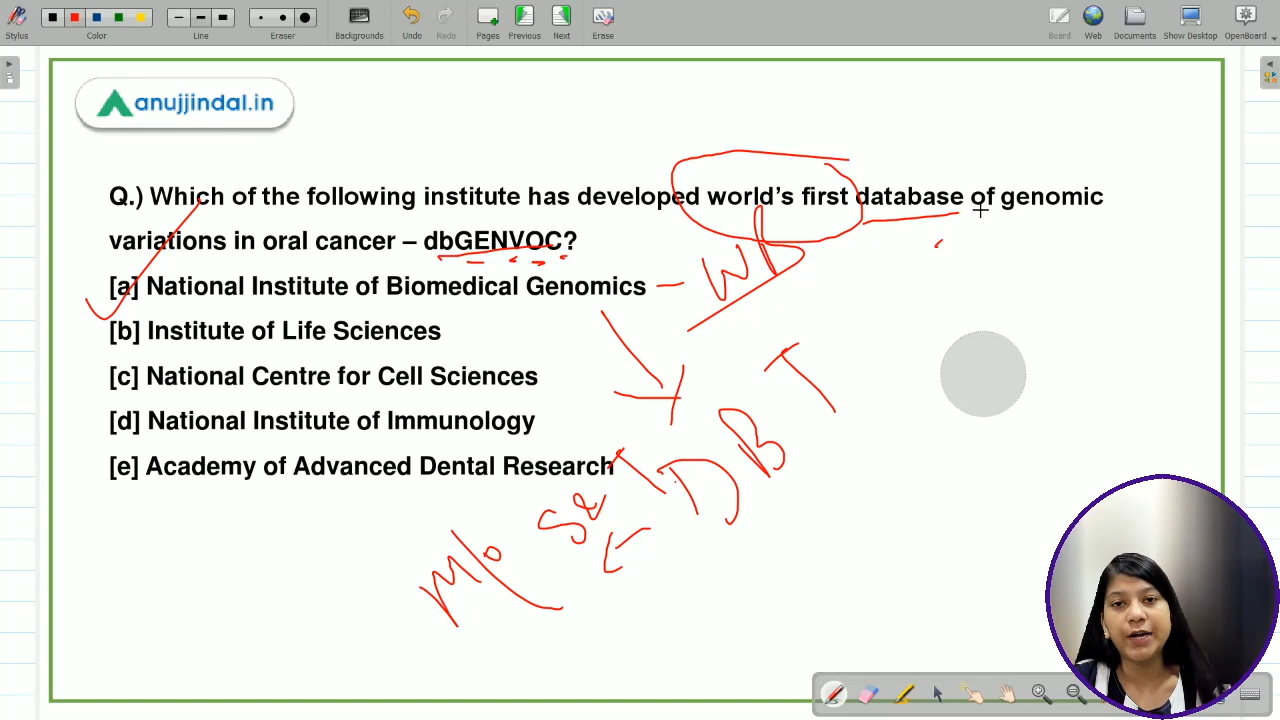 Stylus Color Line Eraser Backgrounds Undo Redo Pages Previous Next Erase Board Web Documents Show Desktop OpenBoard
anujjindal.in
Q.) Which of the following institute has developed world's first database of genomic
variations in oral cancer – dbGENVOC?
[a] National Institute of Biomedical Genomics – WB
[b] Institute of Life Sciences
[c] National Centre for Cell Sciences
[d] National Institute of Immunology
[e] Academy of Advanced Dental Research
DBT
M/o S&T